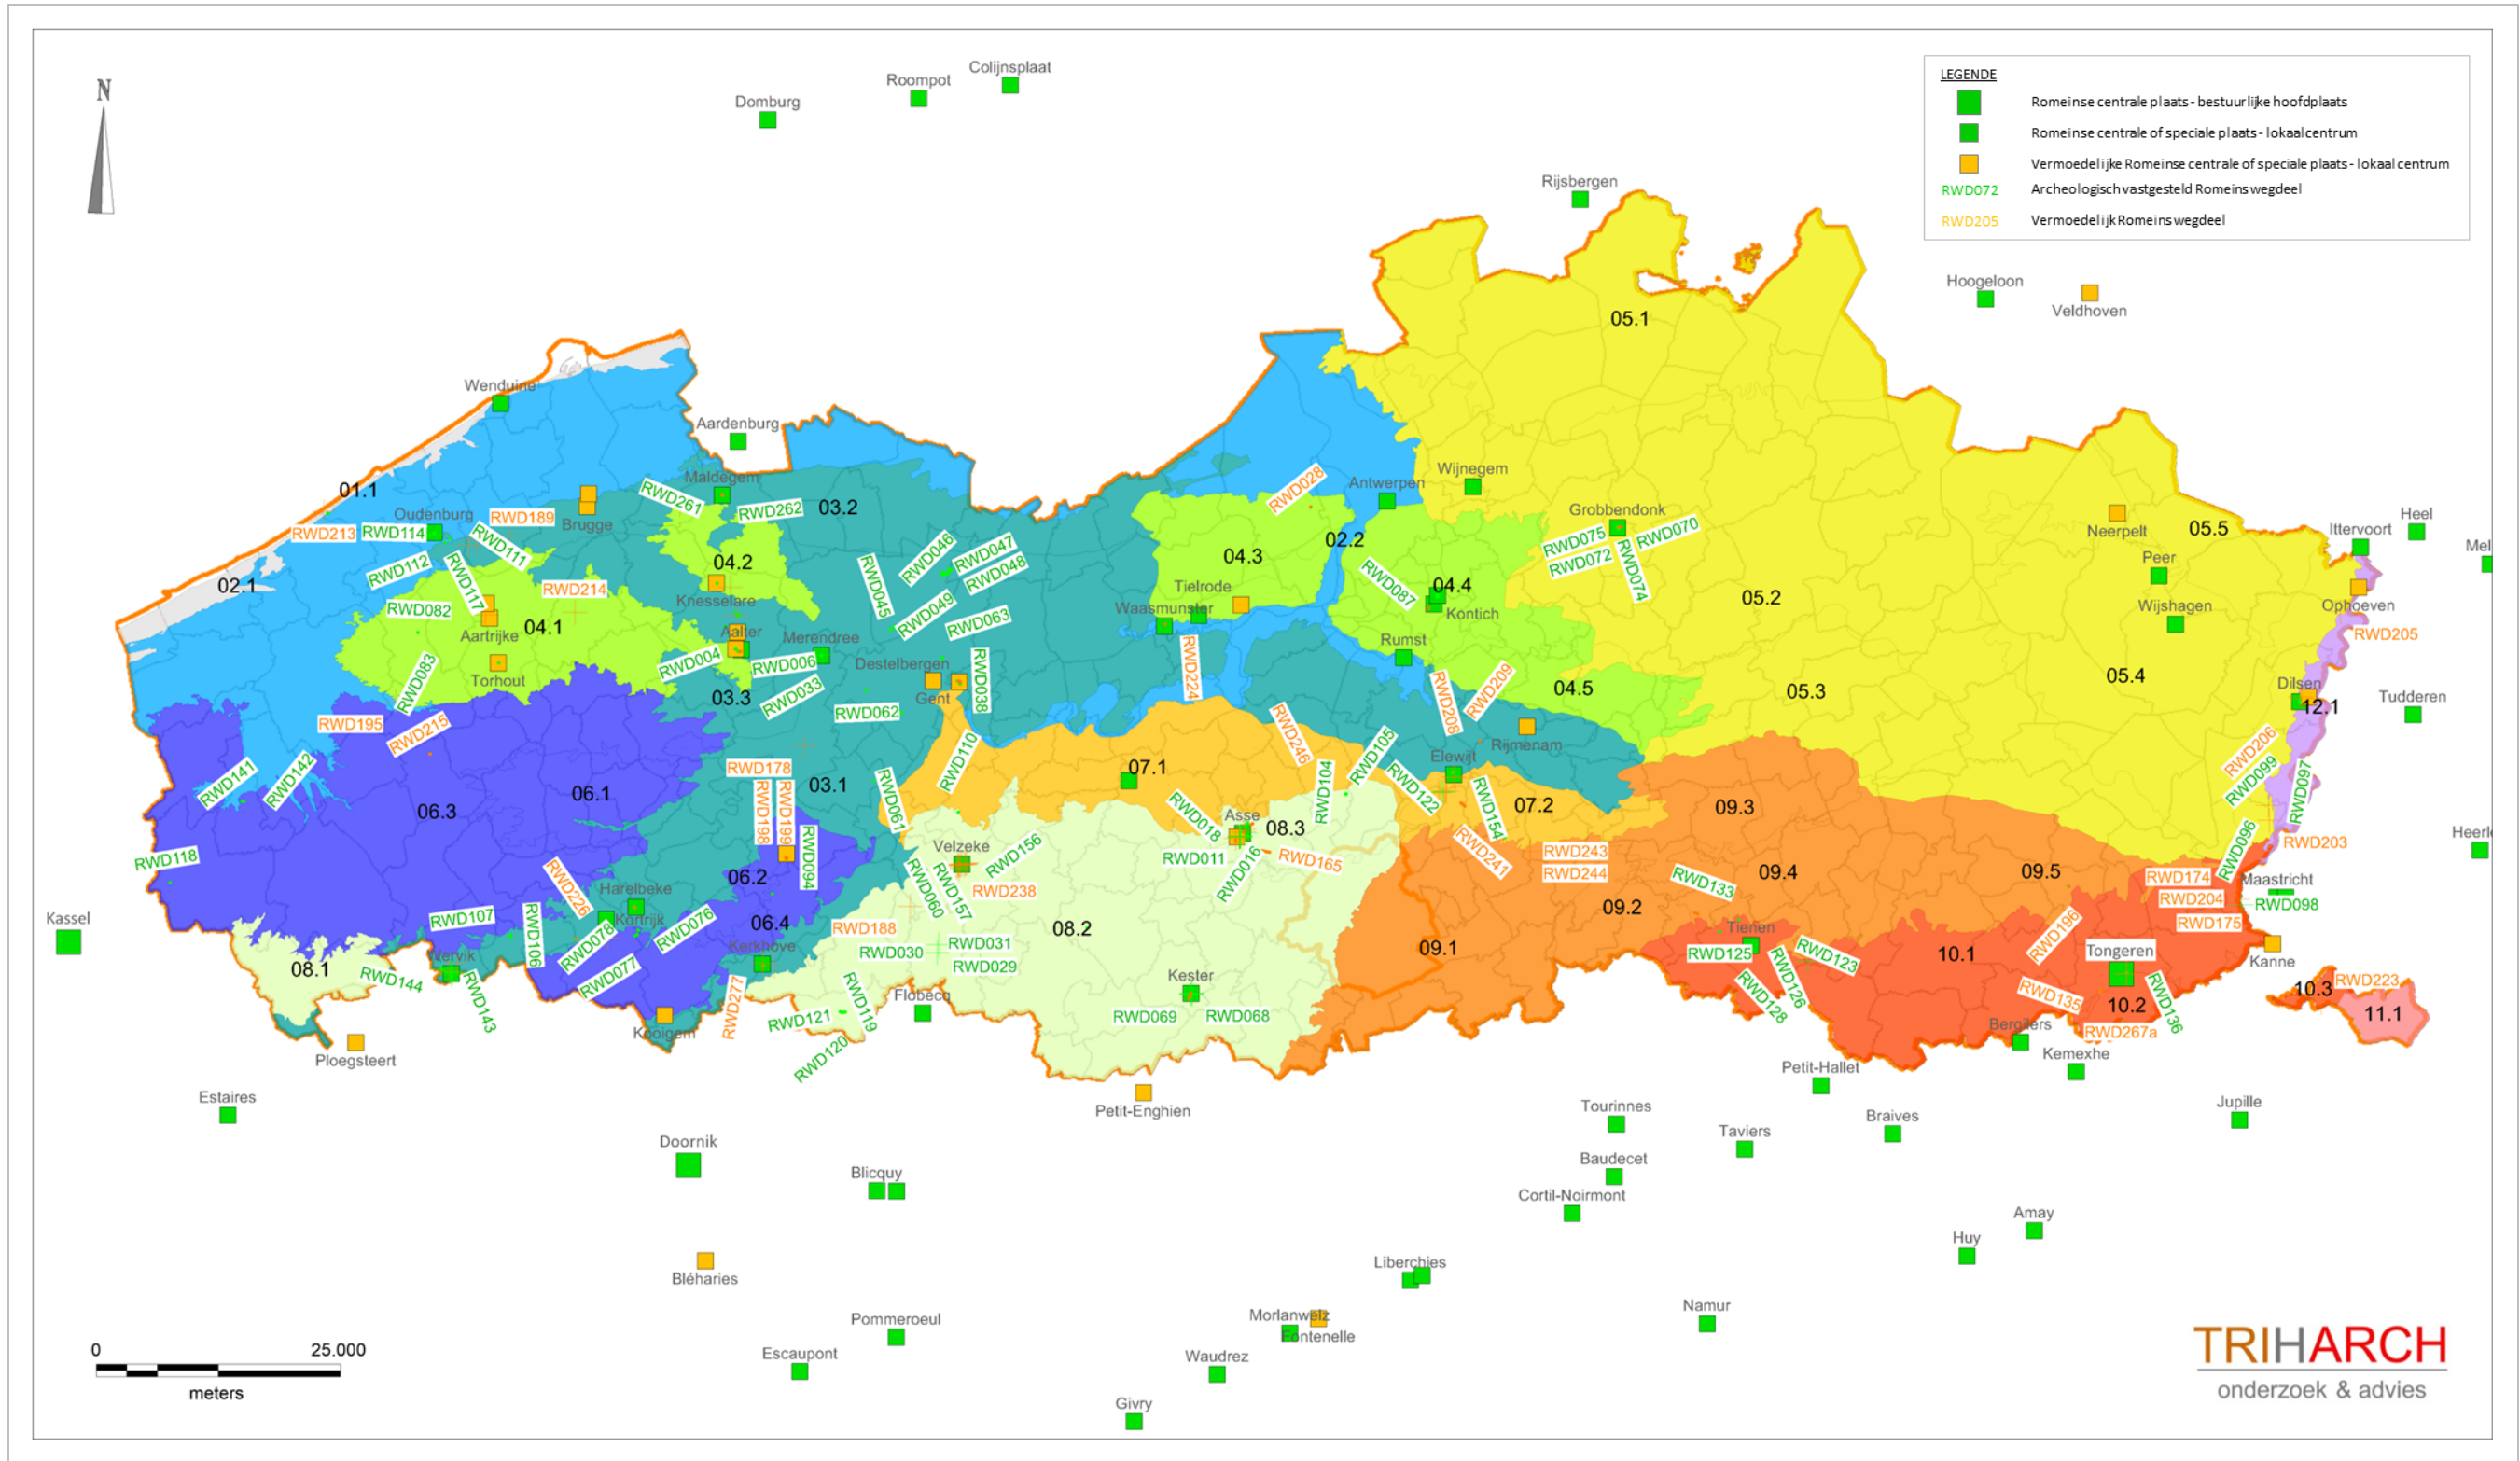 Colijnsplaat
Roompot
Domburg
N
LEGENDE
Romeinse centrale plaats - bestuurlijke hoofdplaats
Romeinse centrale of speciale plaats - lokaal centrum
Vermoedelijke Romeinse centrale of speciale plaats - lokaal centrum
RWD072 Archeologisch vastgesteld Romeins wegdeel
RWD205 Vermoedelijk Romeins wegdeel
Rijsbergen
Hoogeloon
Veldhoven
05.1
Wenduine
Aardenburg
Maldegem
Wijnegem
Antwerpen
01.1
RWD261
RWD262
03.2
RWD028
Oudenburg
RWD189
Brugge
RWD213
RWD114
RWD111
Grobbendonk
RWD070
RWD075
RWD072
RWD074
Neerpelt
05.5
Ittervoort
Heel
Mel
RWD112
RWD117
04.2
RWD045
RWD046
RWD047
RWD048
04.3
02.2
RWD087
04.4
Peer
02.1
RWD214
Knesselare
Tielrode
05.2
Wijshagen
Ophoeven
RWD082
Aartrijke
04.1
Aalter
Merendree
RWD049
RWD063
Waasmunster
Kontich
Rumst
RWD205
RWD083
Torhout
RWD004
RWD006
Destelbergen
RWD038
RWD224
04.5
05.3
05.4
Dilsen
Tudderen
03.3
RWD033
Gent
RWD062
RWD208
RWD209
12.1
RWD195
RWD215
RWD246
RWD105
Rijmenam
Elewijt
RWD206
RWD141
RWD142
RWD178
RWD110
07.1
RWD099
RWD097
06.3
06.1
RWD198
RWD199
03.1
RWD061
RWD104
RWD122
RWD154
07.2
09.3
RWD018
Asse
08.3
Heerl
RWD118
RWD094
Velzeke
RWD156
RWD011
RWD016
RWD165
RWD241
RWD243
RWD244
RWD203
RWD096
06.2
RWD060
RWD157
RWD238
RWD133
09.4
09.5
RWD174
Maastricht
RWD226
Harelbeke
RWD204
RWD098
Kassel
RWD107
RWD106
Kortrijk
RWD076
06.4
RWD188
08.2
09.2
Tienen
RWD196
RWD175
RWD078
Kerkhove
RWD030
RWD031
RWD029
09.1
RWD125
RWD123
10.1
Tongeren
Kanne
08.1
Wervik
RWD144
RWD143
RWD077
Kester
RWD126
RWD128
RWD135
10.2
RWD136
10.3
RWD223
Kooigem
RWD277
RWD121
RWD119
Flobecq
RWD069
RWD068
11.1
RWD120
Bergilers
RWD267a
Ploegsteert
Kemexhe
Petit-Hallet
Estaires
Petit-Enghien
Tourinnes
Braives
Jupille
Doornik
Taviers
Blicquy
Baudecet
Cortil-Noirmont
Amay
Huy
Bléharies
Liberchies
Morlanwelz
Fontenelle
Namur
Pommeroeul
0 25.000
meters
Escaupont
Waudrez
Givry
TRIHARCH
onderzoek & advies